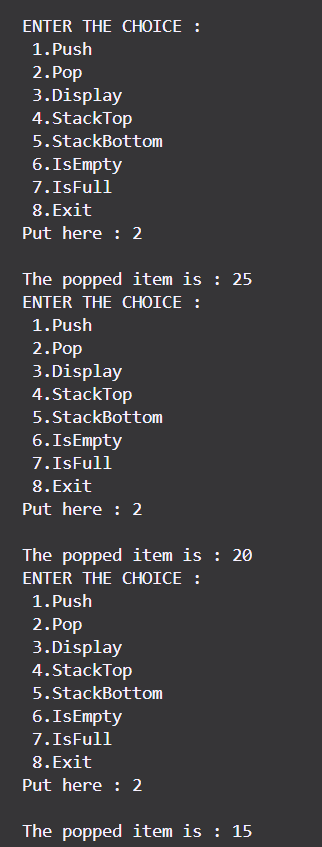 ENTER THE CHOICE :
1.Push
2.Pop
3.Display
4.StackTop
5.StackBottom
6.IsEmpty
7.IsFull
8.Exit
Put here : 2
The popped item is : 25
ENTER THE CHOICE :
1.Push
2.Pop
3.Display
4.StackTop
5.StackBottom
6.IsEmpty
7.IsFull
8.Exit
Put here : 2
The popped item is : 20
ENTER THE CHOICE :
1.Push
2.Pop
3.Display
4.StackTop
5.StackBottom
6.IsEmpty
7.IsFull
8.Exit
Put here : 2
The popped item is : 15